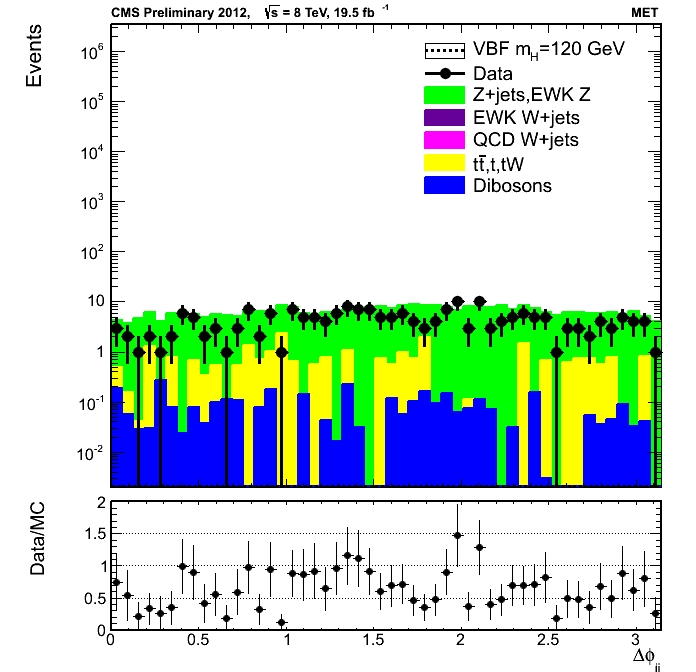 CMS Preliminary 2012, √s = 8 TeV, 19.5 fb⁻¹ MET
Events
VBF m_H=120 GeV
Data
Z+jets,EWK Z
EWK W+jets
QCD W+jets
tt̄,t,tW
Dibosons
10⁶
10⁵
10⁴
10³
10²
10
1
10⁻¹
10⁻²
Data/MC
2
1.5
1
0.5
0
0 0.5 1 1.5 2 2.5 3
Δϕ_jj